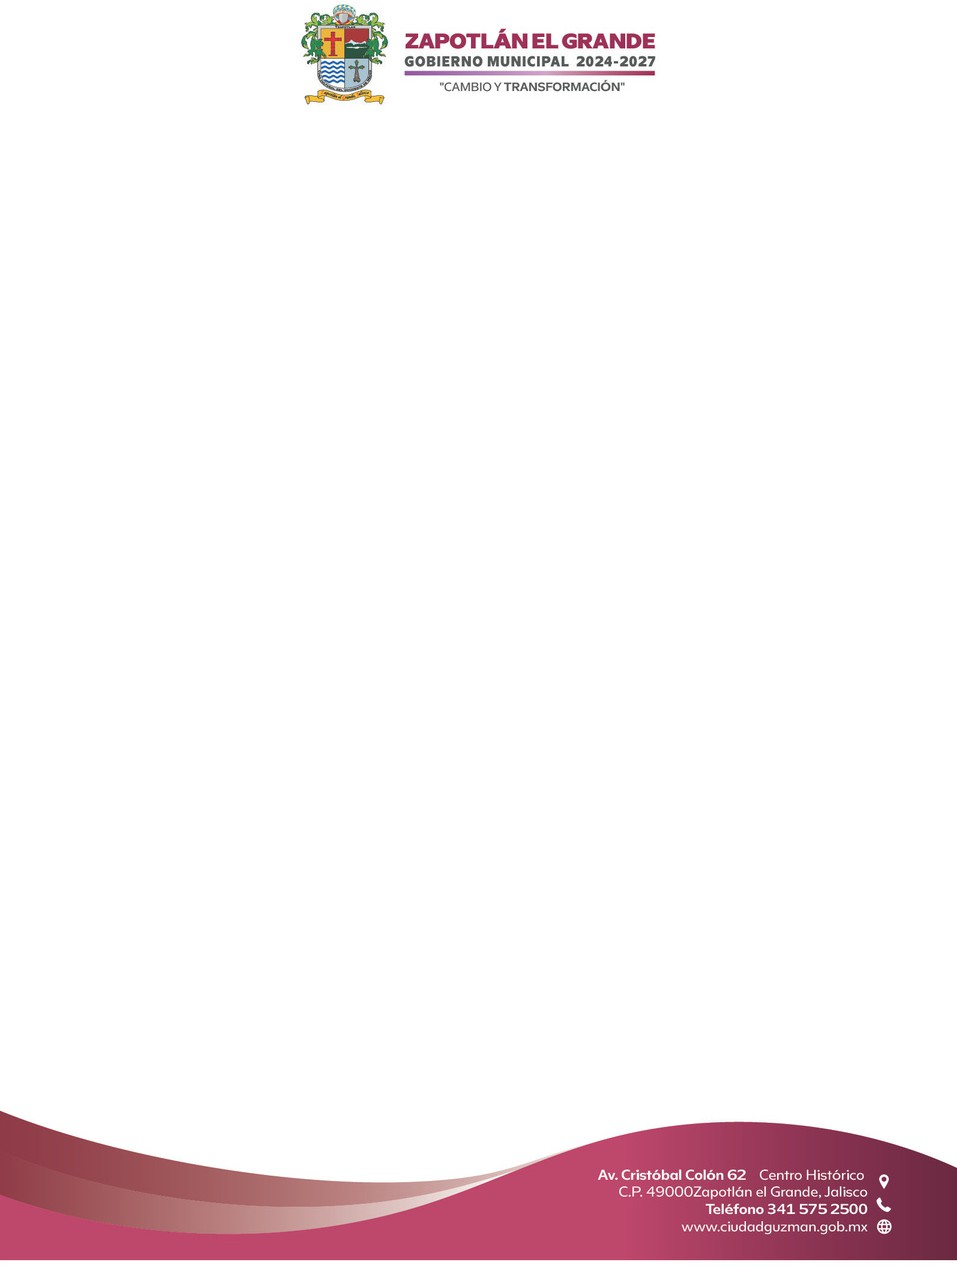 ZAPOTLÁN EL GRANDE
GOBIERNO MUNICIPAL 2024-2027
"CAMBIO Y TRANSFORMACIÓN"
Av. Cristóbal Colón 62 Centro Histórico
C.P. 49000Zapotlán el Grande, Jalisco
Teléfono 341 575 2500
www.ciudadguzman.gob.mx